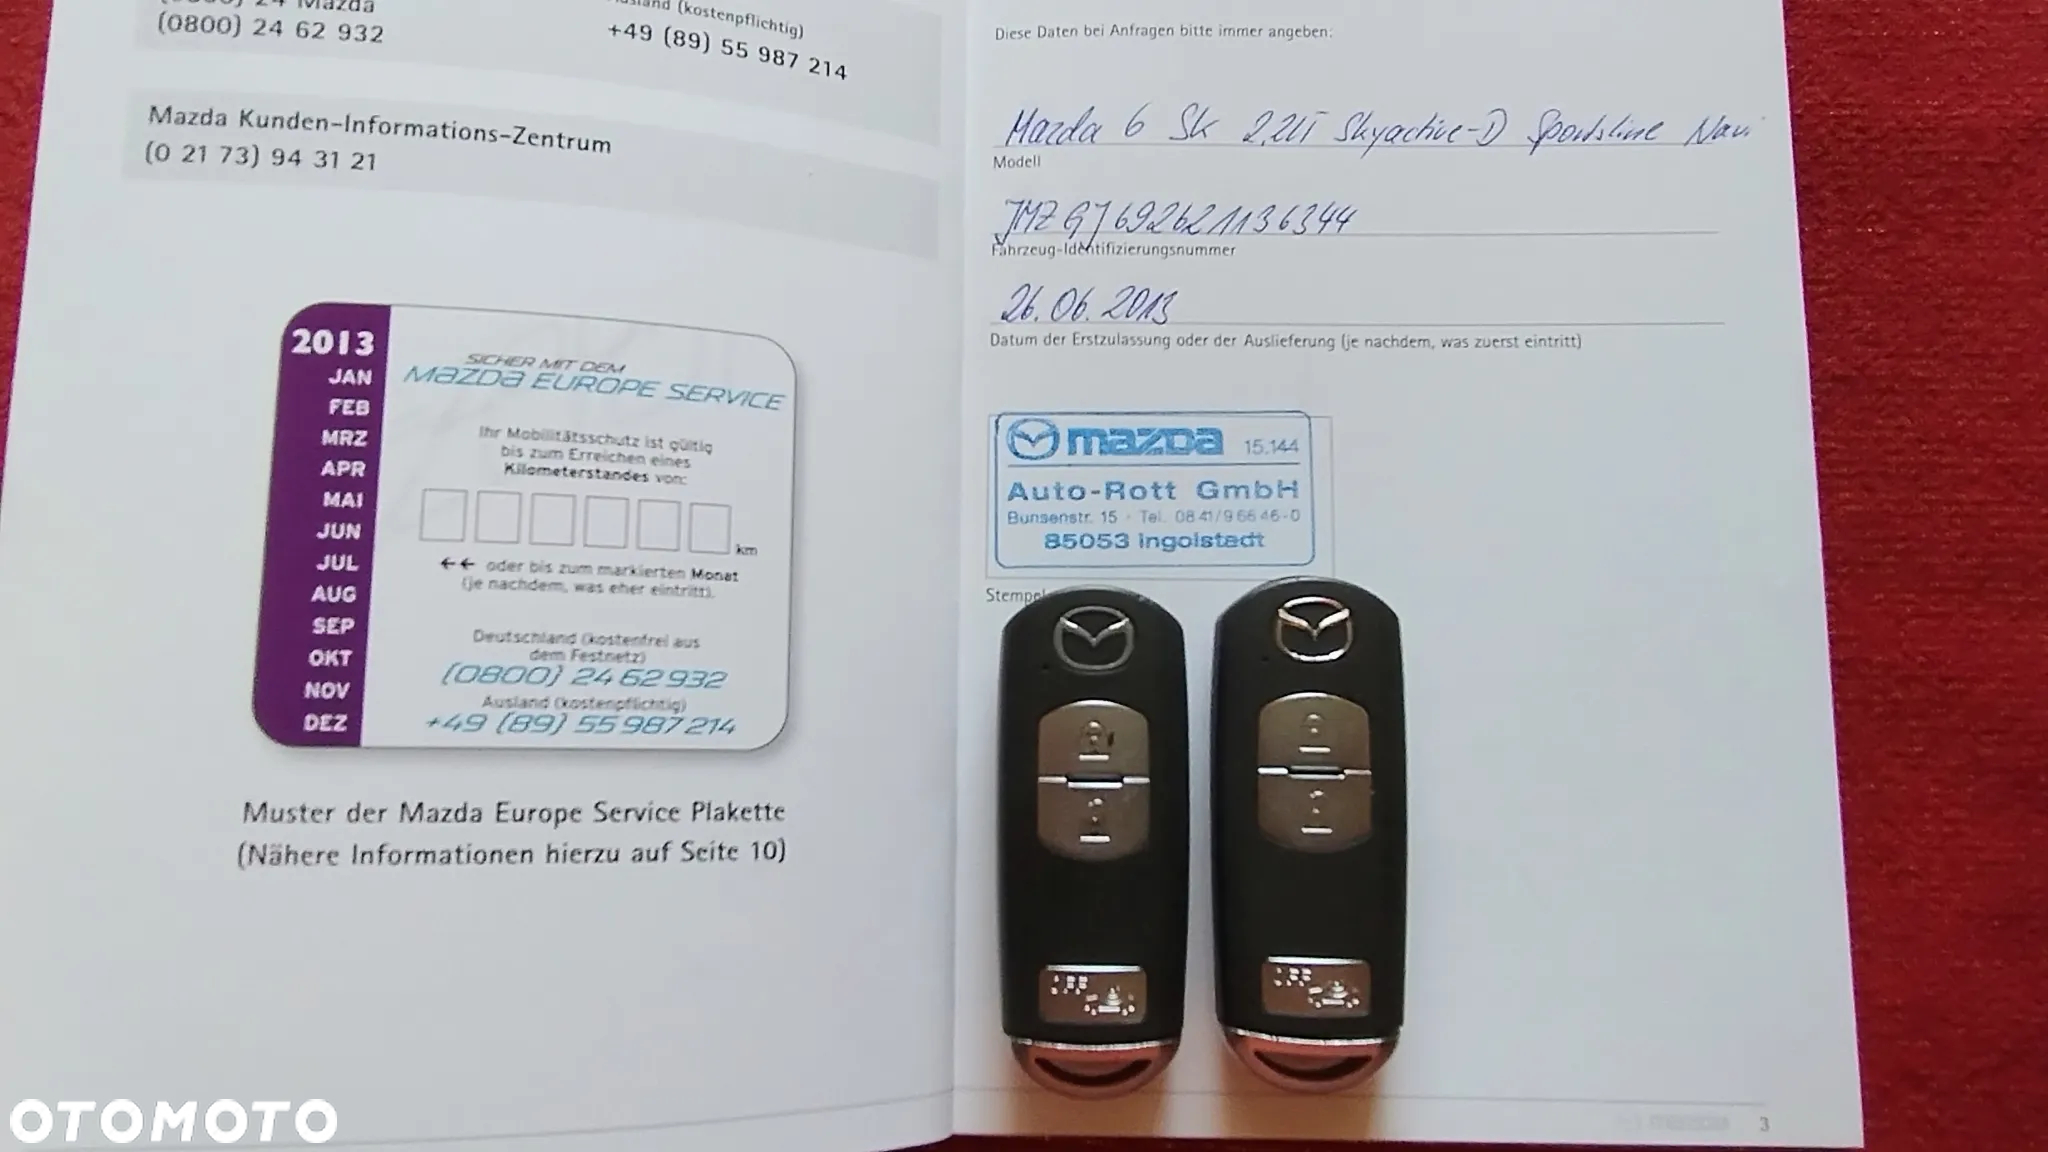 (0800) 24 Mazda
(0800) 24 62 932
(kostenpflichtig)
+49 (89) 55 987 214
Mazda Kunden-Informations-Zentrum
(0 21 73) 94 31 21
2013
JAN
FEB
MRZ
APR
MAI
JUN
JUL
AUG
SEP
OKT
NOV
DEZ
SICHER MIT DEM
mazda EUROPE SERVICE
Ihr Mobilitätsschutz ist gültig
bis zum Erreichen eines
Kilometerstandes von:
km
←← oder bis zum markierten Monat
(je nachdem, was eher eintritt).
Deutschland (kostenfrei aus
dem Festnetz)
(0800) 24 62 932
Ausland (kostenpflichtig)
+49 (89) 55 987 214
Muster der Mazda Europe Service Plakette
(Nähere Informationen hierzu auf Seite 10)
Diese Daten bei Anfragen bitte immer angeben:
Mazda 6 SK 2,2lT Skyactive-D Sportsline Navi
Modell
JMZGJ692621136344
Fahrzeug-Identifizierungsnummer
26.06.2013
Datum der Erstzulassung oder der Auslieferung (je nachdem, was zuerst eintritt)
mazda 15.144
Auto-Rott GmbH
Bunsenstr. 15 · Tel. 08 41/9 66 46-0
85053 Ingolstadt
Stempel
mazda 3
OTOMOTO